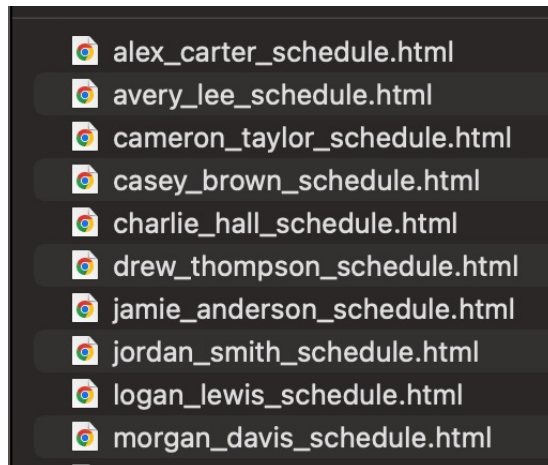 alex_carter_schedule.html
avery_lee_schedule.html
cameron_taylor_schedule.html
casey_brown_schedule.html
charlie_hall_schedule.html
drew_thompson_schedule.html
jamie_anderson_schedule.html
jordan_smith_schedule.html
logan_lewis_schedule.html
morgan_davis_schedule.html